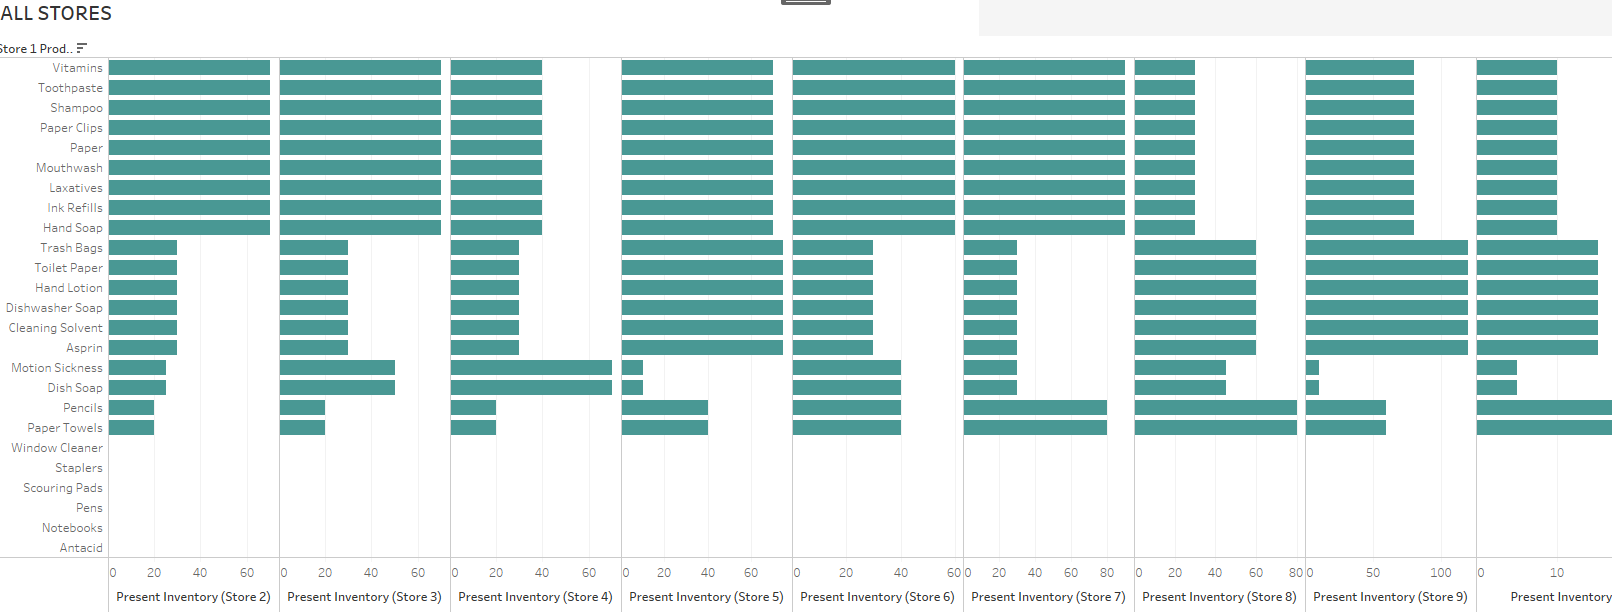 ALL STORES
Store 1 Prod..
Vitamins
Toothpaste
Shampoo
Paper Clips
Paper
Mouthwash
Laxatives
Ink Refills
Hand Soap
Trash Bags
Toilet Paper
Hand Lotion
Dishwasher Soap
Cleaning Solvent
Asprin
Motion Sickness
Dish Soap
Pencils
Paper Towels
Window Cleaner
Staplers
Scouring Pads
Pens
Notebooks
Antacid
0 20 40 60 0 20 40 60 0 20 40 60 0 20 40 60 0 20 40 60 0 20 40 60 80 0 20 40 60 80 0 50 100 0 10
Present Inventory (Store 2) Present Inventory (Store 3) Present Inventory (Store 4) Present Inventory (Store 5) Present Inventory (Store 6) Present Inventory (Store 7) Present Inventory (Store 8) Present Inventory (Store 9) Present Inventory